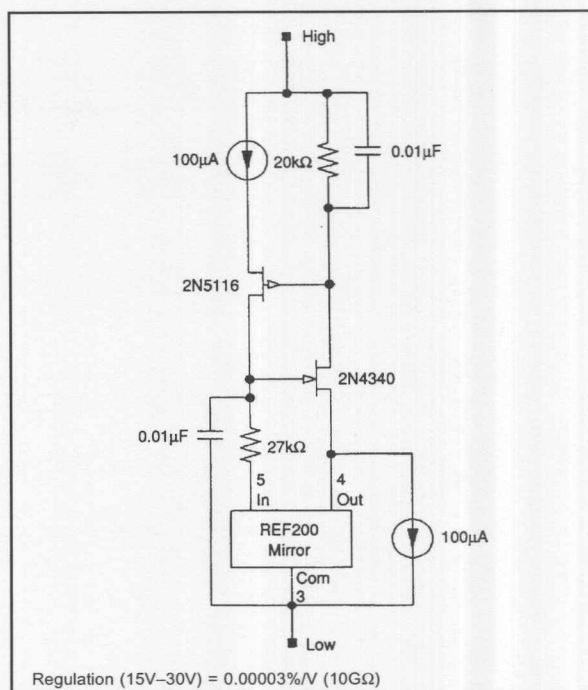 High
100μA
20kΩ
0.01μF
2N5116
2N4340
0.01μF
27kΩ
5
4
In
Out
REF200
Mirror
100μA
Com
3
Low
Regulation (15V–30V) = 0.00003%/V (10GΩ)